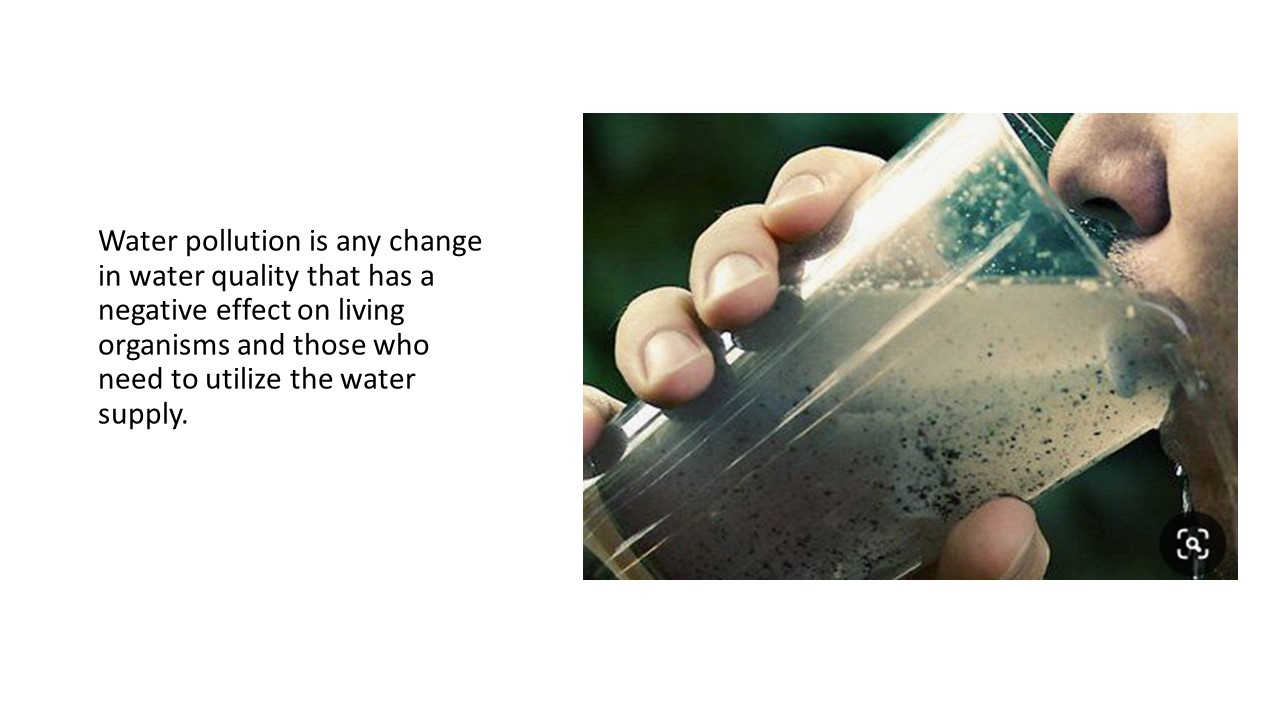 Water pollution is any change
in water quality that has a
negative effect on living
organisms and those who
need to utilize the water
supply.